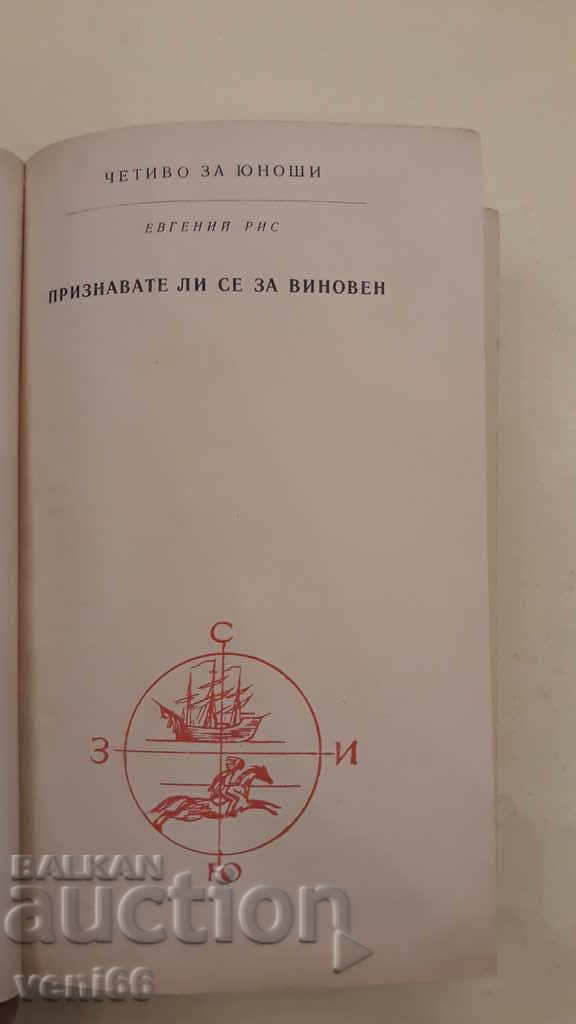 ЧЕТИВО ЗА ЮНОШИ
ЕВГЕНИЙ РИС
ПРИЗНАВАТЕ ЛИ СЕ ЗА ВИНОВЕН
С
З И
Ю
BALKAN
auction
veni66